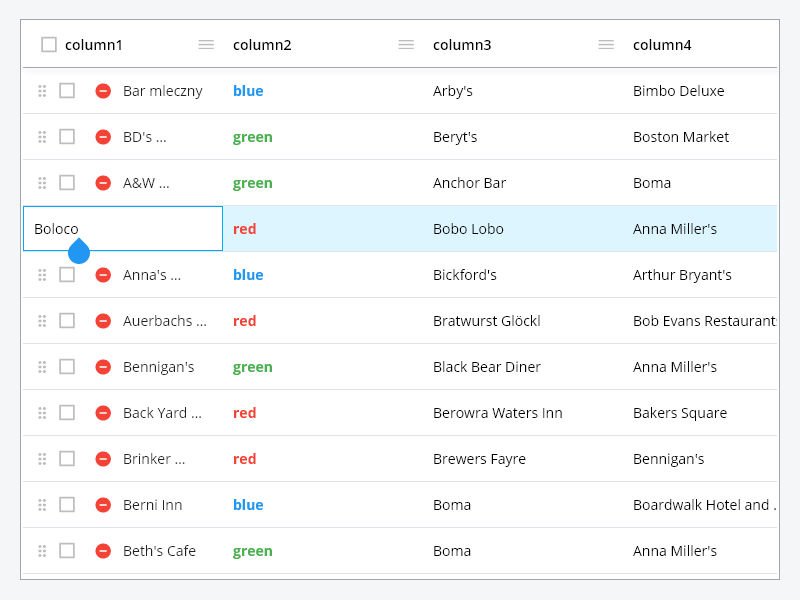 column1 column2 column3 column4
Bar mleczny blue Arby's Bimbo Deluxe
BD's ... green Beryt's Boston Market
A&W ... green Anchor Bar Boma
Boloco red Bobo Lobo Anna Miller's
Anna's ... blue Bickford's Arthur Bryant's
Auerbachs ... red Bratwurst Glöckl Bob Evans Restaurants
Bennigan's green Black Bear Diner Anna Miller's
Back Yard ... red Berowra Waters Inn Bakers Square
Brinker ... red Brewers Fayre Bennigan's
Berni Inn blue Boma Boardwalk Hotel and .
Beth's Cafe green Boma Anna Miller's